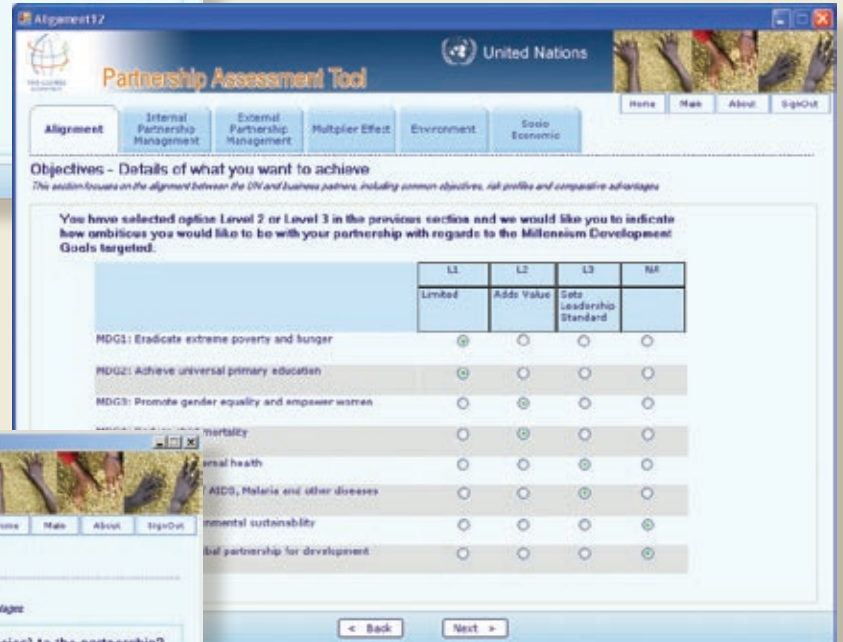 Alignment12
United Nations
Partnership Assessment Tool
Home Main About SignOut
Alignment
Internal Partnership Management
External Partnership Management
Multiplier Effect
Environment
Socio Economic
Objectives - Details of what you want to achieve
This section focuses on the alignment between the UN and business partners, including common objectives, risk profiles and comparative advantages
You have selected option Level 2 or Level 3 in the previous section and we would like you to indicate
how ambitious you would like to be with your partnership with regards to the Millennium Development
Goals targeted.
L1 L2 L3 NA
Limited Adds Value Sets
Leadership
Standard
MDG1: Eradicate extreme poverty and hunger
MDG2: Achieve universal primary education
MDG3: Promote gender equality and empower women
mortality
health
AIDS, Malaria and other diseases
sustainability
partnership for development
Main About SignOut
to the partnership?
< Back Next >